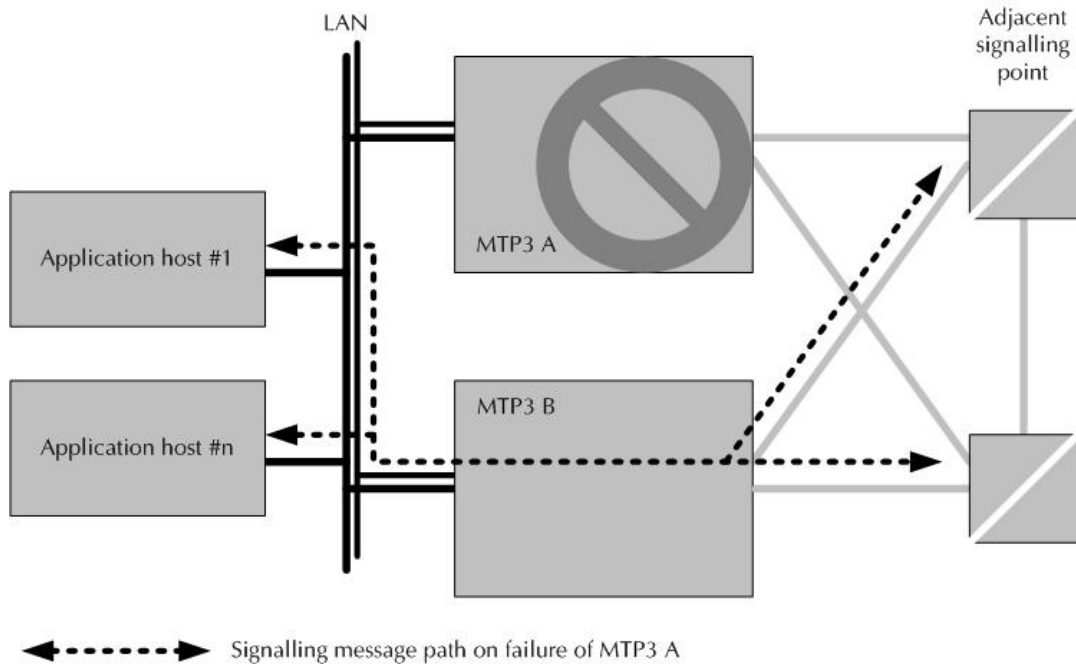 LAN
Adjacent
signalling
point
MTP3 A
Application host #1
MTP3 B
Application host #n
Signalling message path on failure of MTP3 A